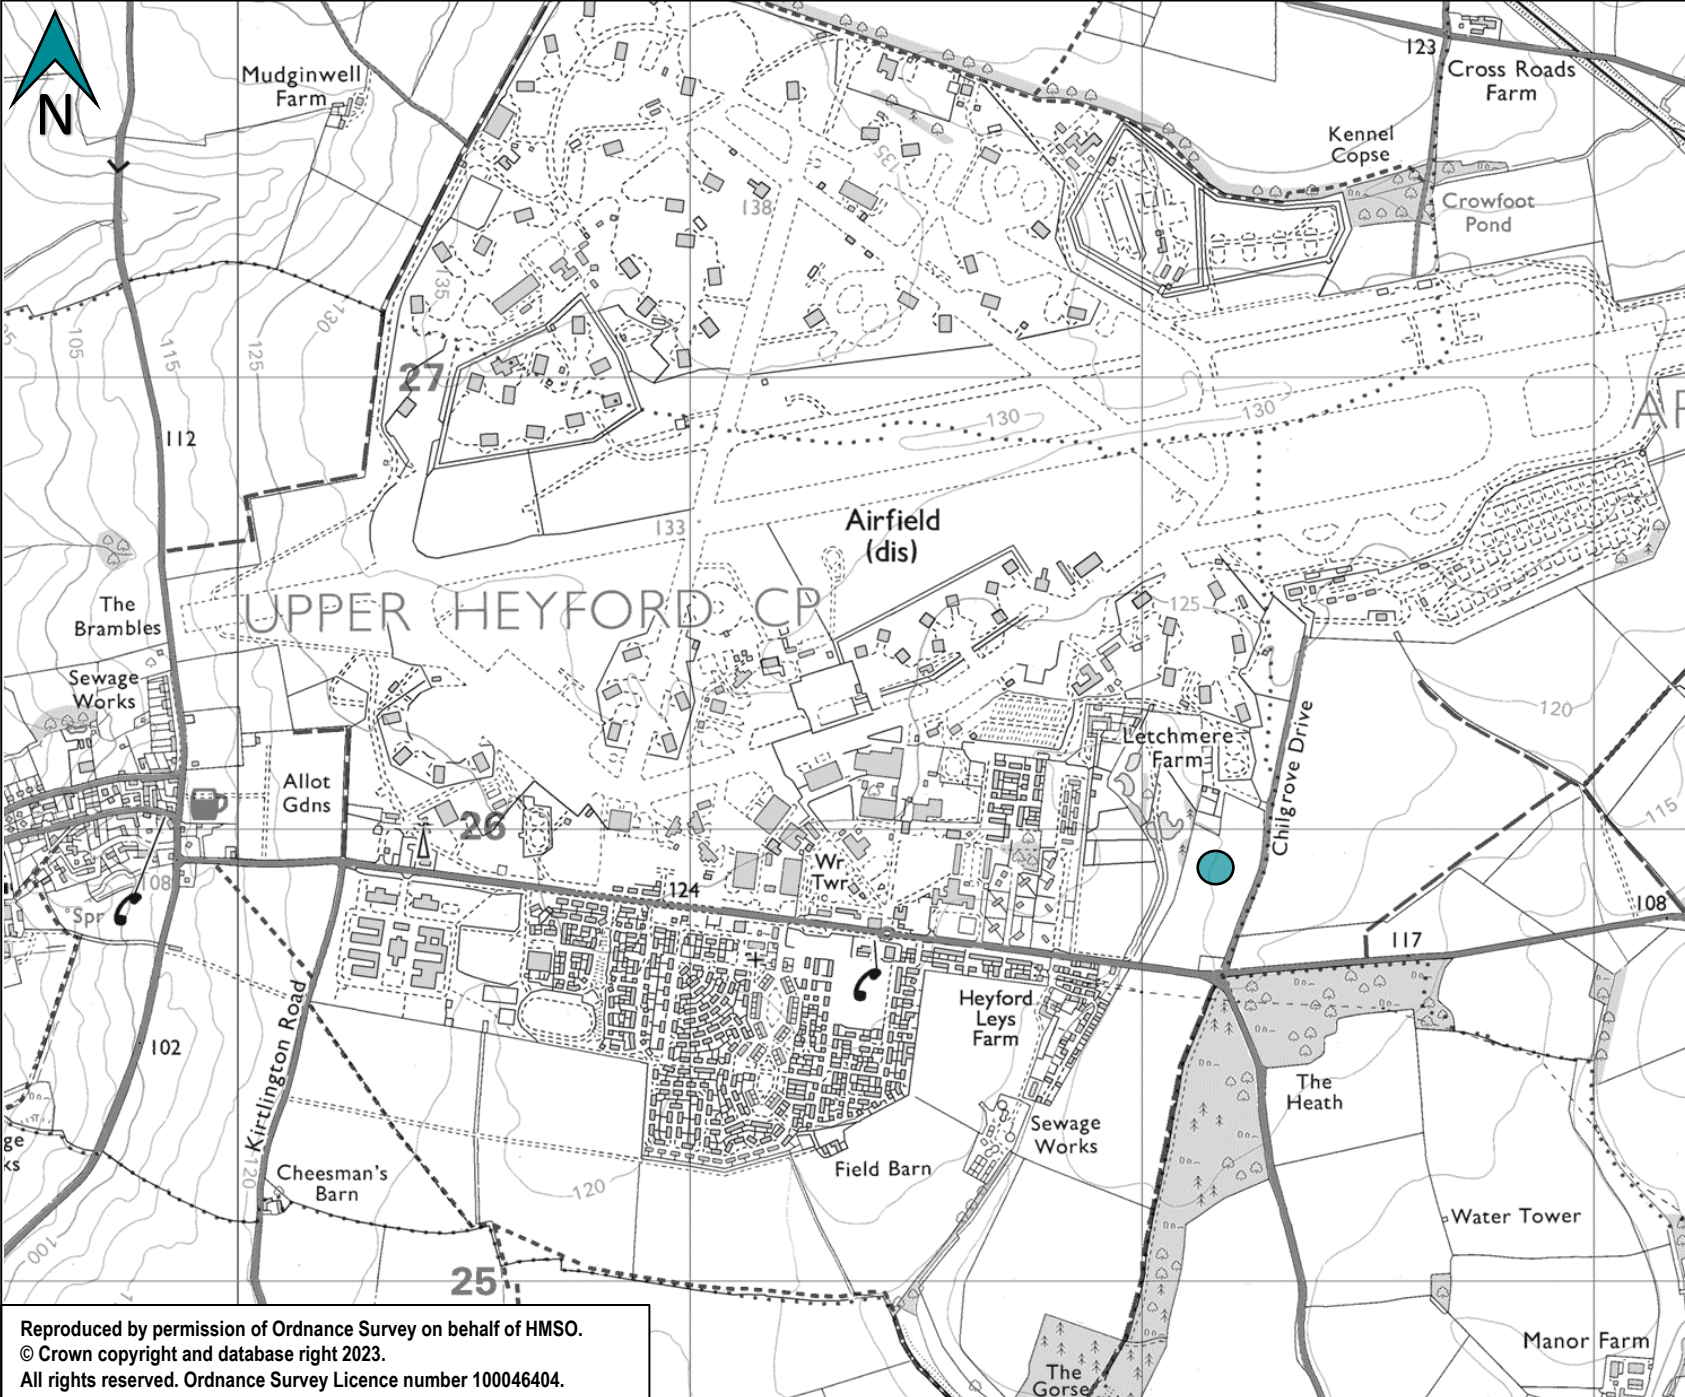 N
123
Cross Roads
Farm
Mudginwell
Farm
Kennel
Copse
135
138
Crowfoot
Pond
135
130
105
115
125
27
130
130
112
133
Airfield
(dis)
UPPER HEYFORD CP
The
Brambles
125
Sewage
Works
120
Letchmere
Farm
Chilgrove Drive
Allot
Gdns
26
115
Wr
Twr
124
108
108
Spr
117
Heyford
Leys
Farm
102
Kirtlington Road
The
Heath
Sewage
Works
Field Barn
Cheesman's
Barn
120
120
Water Tower
100
25
Manor Farm
The
Gorse
Reproduced by permission of Ordnance Survey on behalf of HMSO.
© Crown copyright and database right 2023.
All rights reserved. Ordnance Survey Licence number 100046404.